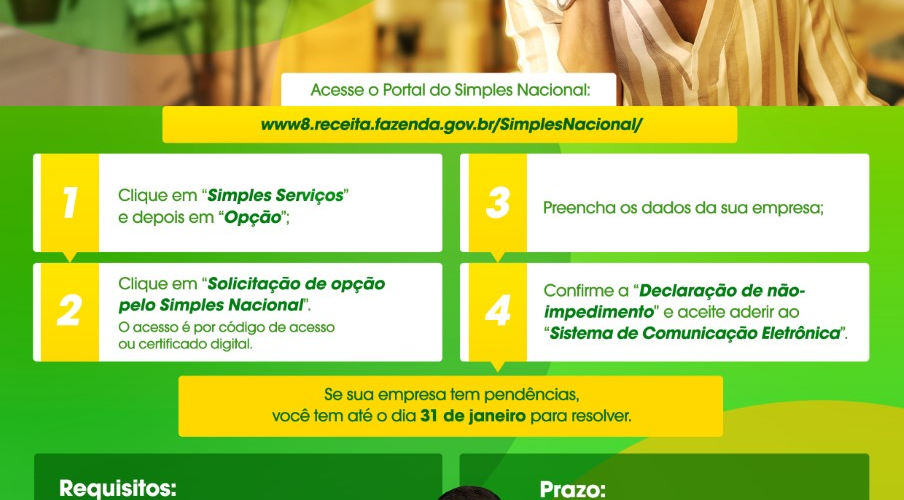 Acesse o Portal do Simples Nacional:
www8.receita.fazenda.gov.br/SimplesNacional/
1
Clique em “Simples Serviços”
e depois em “Opção”;
2
Clique em “Solicitação de opção
pelo Simples Nacional”.
O acesso é por código de acesso
ou certificado digital.
3
Preencha os dados da sua empresa;
4
Confirme a “Declaração de não-
impedimento” e aceite aderir ao
“Sistema de Comunicação Eletrônica”.
Se sua empresa tem pendências,
você tem até o dia 31 de janeiro para resolver.
Requisitos:
Prazo: